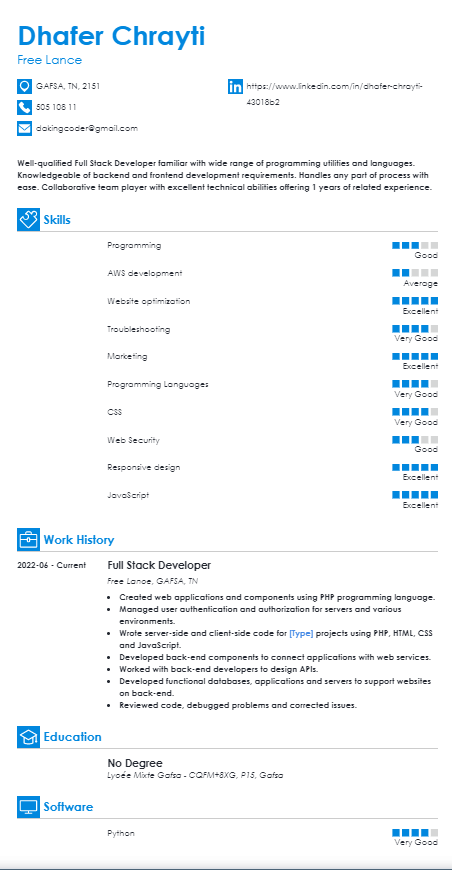 Dhafer Chrayti
Free Lance
GAFSA, TN, 2151
https://www.linkedin.com/in/dhafer-chrayti-
43018b2
505 108 11
dakingcoder@gmail.com
Well-qualified Full Stack Developer familiar with wide range of programming utilities and languages.
Knowledgeable of backend and frontend development requirements. Handles any part of process with
ease. Collaborative team player with excellent technical abilities offering 1 years of related experience.
Skills
Programming
Good
AWS development
Average
Website optimization
Excellent
Troubleshooting
Very Good
Marketing
Excellent
Programming Languages
Very Good
CSS
Very Good
Web Security
Good
Responsive design
Excellent
JavaScript
Excellent
Work History
2022-06 - Current
Full Stack Developer
Free Lance, GAFSA, TN
• Created web applications and components using PHP programming language.
• Managed user authentication and authorization for servers and various
environments.
• Wrote server-side and client-side code for [Type] projects using PHP, HTML, CSS
and JavaScript.
• Developed back-end components to connect applications with web services.
• Worked with back-end developers to design APIs.
• Developed functional databases, applications and servers to support websites
on back-end.
• Reviewed code, debugged problems and corrected issues.
Education
No Degree
Lycée Mixte Gafsa - CQFM+8XG, P15, Gafsa
Software
Python
Very Good